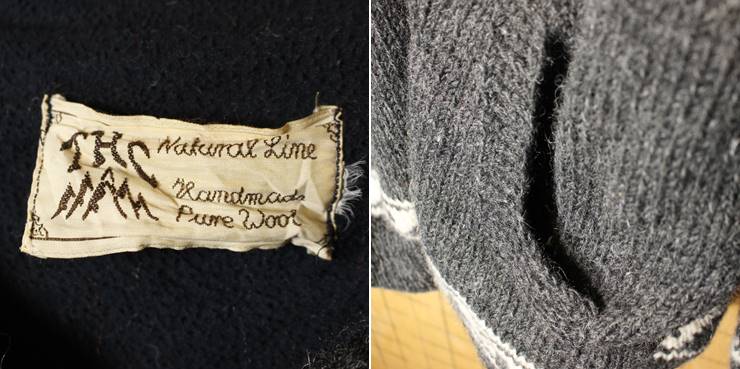 THC
Natural Line
Handmade
Pure Wool